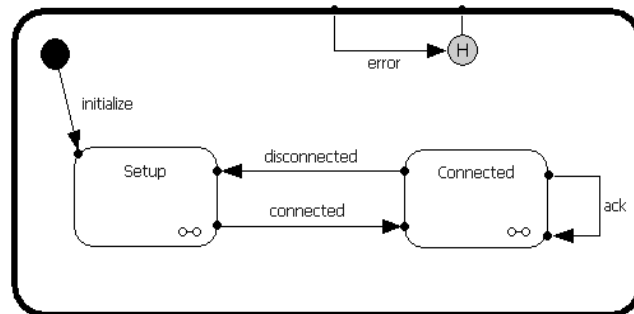 H
error
initialize
Setup
disconnected
Connected
connected
ack